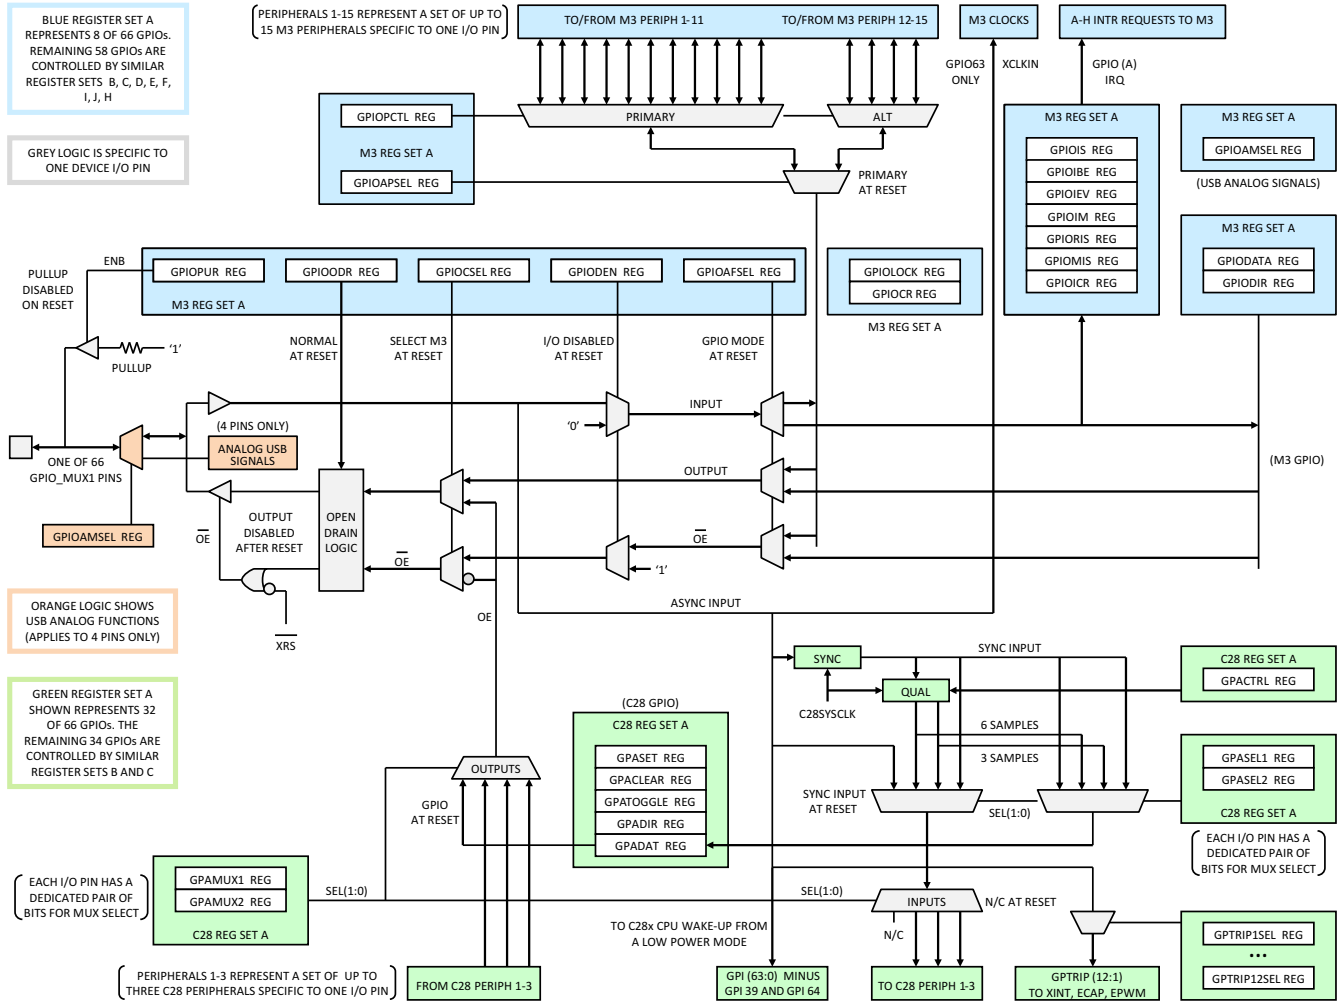 BLUE REGISTER SET A
REPRESENTS 8 OF 66 GPIOs.
REMAINING 58 GPIOs ARE
CONTROLLED BY SIMILAR
REGISTER SETS B, C, D, E, F,
I, J, H
GREY LOGIC IS SPECIFIC TO
ONE DEVICE I/O PIN
PERIPHERALS 1-15 REPRESENT A SET OF UP TO
15 M3 PERIPHERALS SPECIFIC TO ONE I/O PIN
TO/FROM M3 PERIPH 1-11
TO/FROM M3 PERIPH 12-15
M3 CLOCKS
A-H INTR REQUESTS TO M3
GPIO63
ONLY
XCLKIN
GPIO (A)
IRQ
GPIOPCTL REG
M3 REG SET A
GPIOAPSEL REG
PRIMARY
ALT
PRIMARY
AT RESET
M3 REG SET A
GPIOIS REG
GPIOIBE REG
GPIOIEV REG
GPIOIM REG
GPIORIS REG
GPIOMIS REG
GPIOICR REG
M3 REG SET A
GPIOAMSEL REG
(USB ANALOG SIGNALS)
M3 REG SET A
GPIODATA REG
GPIODIR REG
PULLUP
DISABLED
ON RESET
ENB
GPIOPUR REG
GPIOODR REG
GPIOCSEL REG
GPIODEN REG
GPIOAFSEL REG
M3 REG SET A
GPIOLOCK REG
GPIOCR REG
M3 REG SET A
'1'
PULLUP
NORMAL
AT RESET
SELECT M3
AT RESET
I/O DISABLED
AT RESET
GPIO MODE
AT RESET
INPUT
'0'
(4 PINS ONLY)
ANALOG USB
SIGNALS
ONE OF 66
GPIO_MUX1 PINS
(M3 GPIO)
OUTPUT
GPIOAMSEL REG
OE
OUTPUT
DISABLED
AFTER RESET
OPEN
DRAIN
LOGIC
OE
OE
'1'
ORANGE LOGIC SHOWS
USB ANALOG FUNCTIONS
(APPLIES TO 4 PINS ONLY)
XRS
OE
ASYNC INPUT
GREEN REGISTER SET A
SHOWN REPRESENTS 32
OF 66 GPIOs. THE
REMAINING 34 GPIOs ARE
CONTROLLED BY SIMILAR
REGISTER SETS B AND C
SYNC
SYNC INPUT
QUAL
C28SYSCLK
C28 REG SET A
GPACTRL REG
6 SAMPLES
3 SAMPLES
(C28 GPIO)
C28 REG SET A
GPASET REG
GPACLEAR REG
GPATOGGLE REG
GPADIR REG
GPADAT REG
OUTPUTS
GPIO
AT RESET
SYNC INPUT
AT RESET
SEL(1:0)
GPASEL1 REG
GPASEL2 REG
C28 REG SET A
EACH I/O PIN HAS A
DEDICATED PAIR OF
BITS FOR MUX SELECT
EACH I/O PIN HAS A
DEDICATED PAIR OF
BITS FOR MUX SELECT
GPAMUX1 REG
GPAMUX2 REG
C28 REG SET A
SEL(1:0)
SEL(1:0)
INPUTS
N/C AT RESET
N/C
TO C28x CPU WAKE-UP FROM
A LOW POWER MODE
GPTRIP1SEL REG
...
GPTRIP12SEL REG
PERIPHERALS 1-3 REPRESENT A SET OF UP TO
THREE C28 PERIPHERALS SPECIFIC TO ONE I/O PIN
FROM C28 PERIPH 1-3
GPI (63:0) MINUS
GPI 39 AND GPI 64
TO C28 PERIPH 1-3
GPTRIP (12:1)
TO XINT, ECAP, EPWM